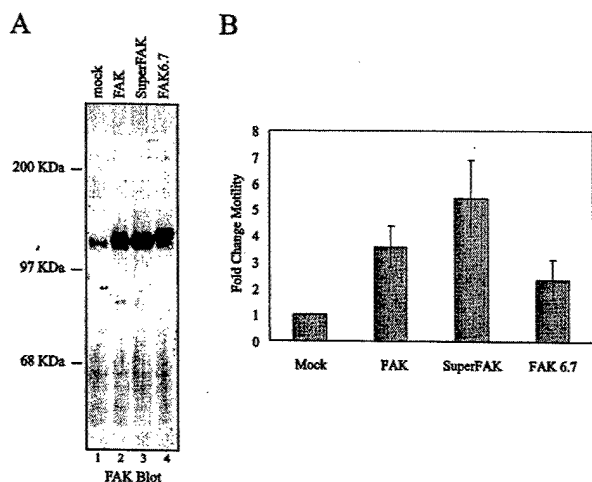 A
mock
FAK
SuperFAK
FAK6.7
200 KDa
97 KDa
68 KDa
1 2 3 4
FAK Blot
B
Fold Change Motility
8
7
6
5
4
3
2
1
0
Mock FAK SuperFAK FAK 6.7